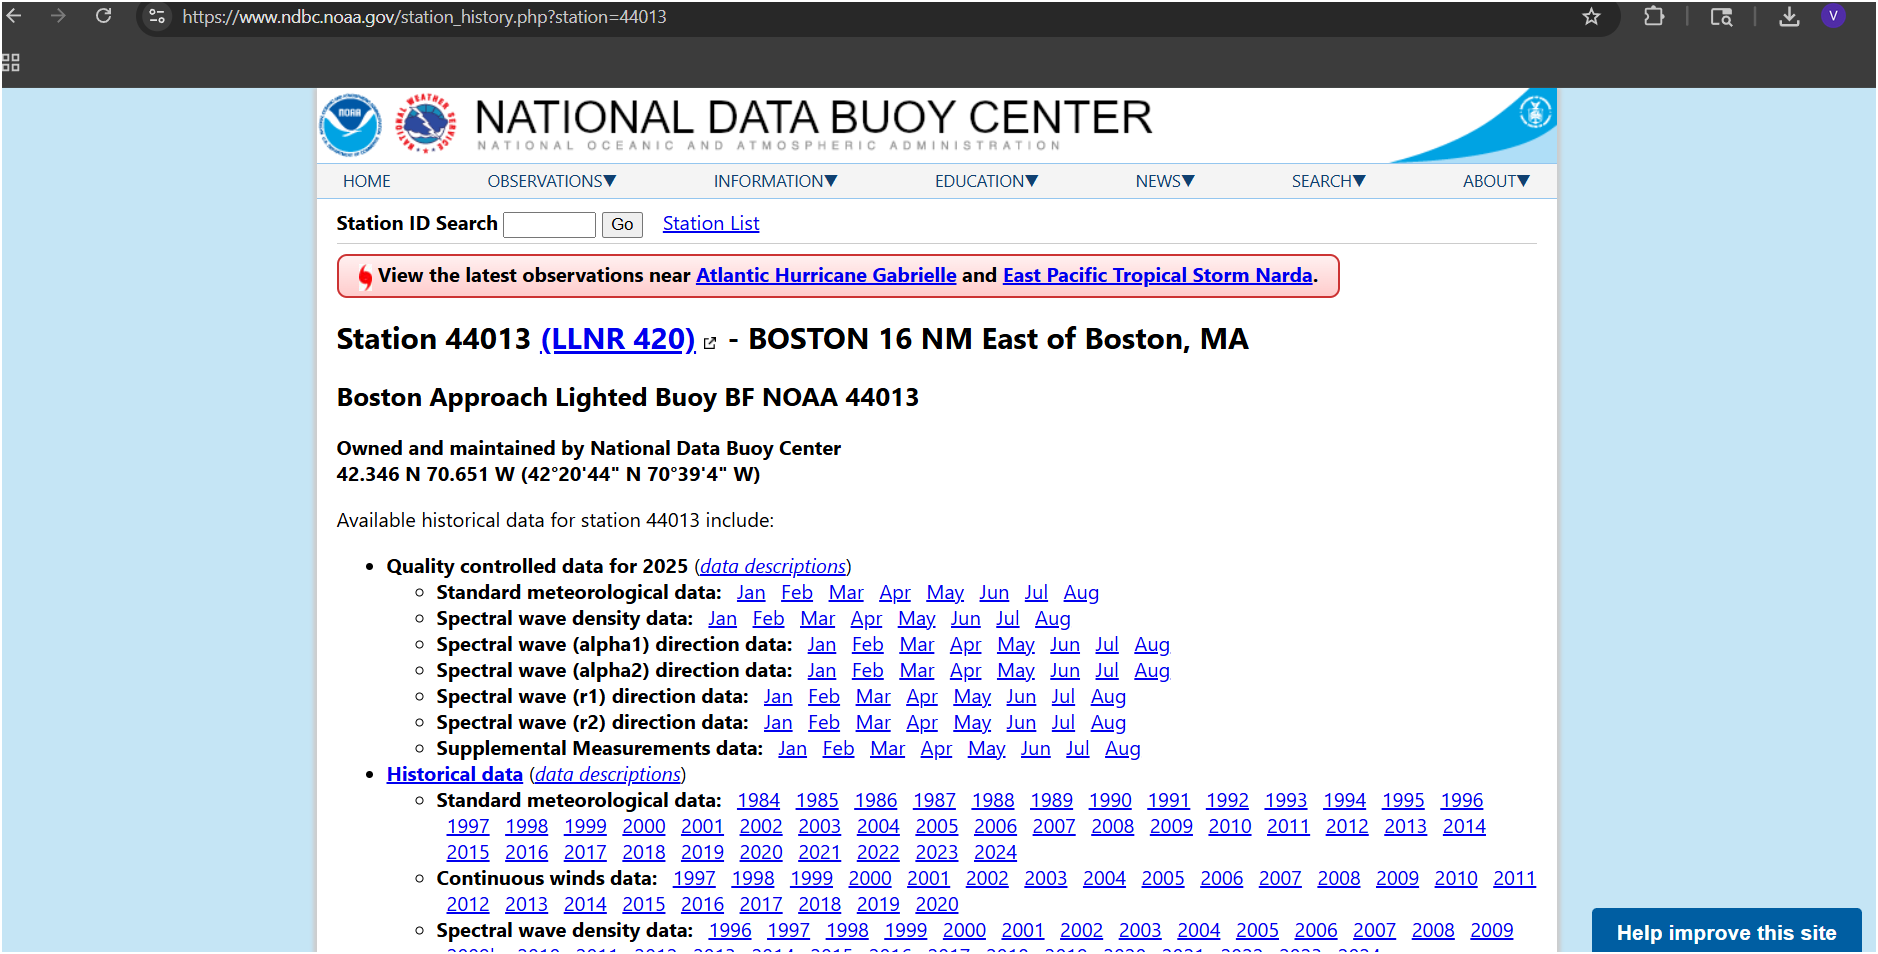 https://www.ndbc.noaa.gov/station_history.php?station=44013
V
NOAA
NATIONAL DATA BUOY CENTER
NATIONAL OCEANIC AND ATMOSPHERIC ADMINISTRATION
HOME OBSERVATIONS▼ INFORMATION▼ EDUCATION▼ NEWS▼ SEARCH▼ ABOUT▼
Station ID Search Go Station List
View the latest observations near Atlantic Hurricane Gabrielle and East Pacific Tropical Storm Narda.
Station 44013 (LLNR 420) - BOSTON 16 NM East of Boston, MA
Boston Approach Lighted Buoy BF NOAA 44013
Owned and maintained by National Data Buoy Center
42.346 N 70.651 W (42°20'44" N 70°39'4" W)
Available historical data for station 44013 include:
• Quality controlled data for 2025 (data descriptions)
○ Standard meteorological data: Jan Feb Mar Apr May Jun Jul Aug
○ Spectral wave density data: Jan Feb Mar Apr May Jun Jul Aug
○ Spectral wave (alpha1) direction data: Jan Feb Mar Apr May Jun Jul Aug
○ Spectral wave (alpha2) direction data: Jan Feb Mar Apr May Jun Jul Aug
○ Spectral wave (r1) direction data: Jan Feb Mar Apr May Jun Jul Aug
○ Spectral wave (r2) direction data: Jan Feb Mar Apr May Jun Jul Aug
○ Supplemental Measurements data: Jan Feb Mar Apr May Jun Jul Aug
• Historical data (data descriptions)
○ Standard meteorological data: 1984 1985 1986 1987 1988 1989 1990 1991 1992 1993 1994 1995 1996
1997 1998 1999 2000 2001 2002 2003 2004 2005 2006 2007 2008 2009 2010 2011 2012 2013 2014
2015 2016 2017 2018 2019 2020 2021 2022 2023 2024
○ Continuous winds data: 1997 1998 1999 2000 2001 2002 2003 2004 2005 2006 2007 2008 2009 2010 2011
2012 2013 2014 2015 2016 2017 2018 2019 2020
○ Spectral wave density data: 1996 1997 1998 1999 2000 2001 2002 2003 2004 2005 2006 2007 2008 2009
Help improve this site